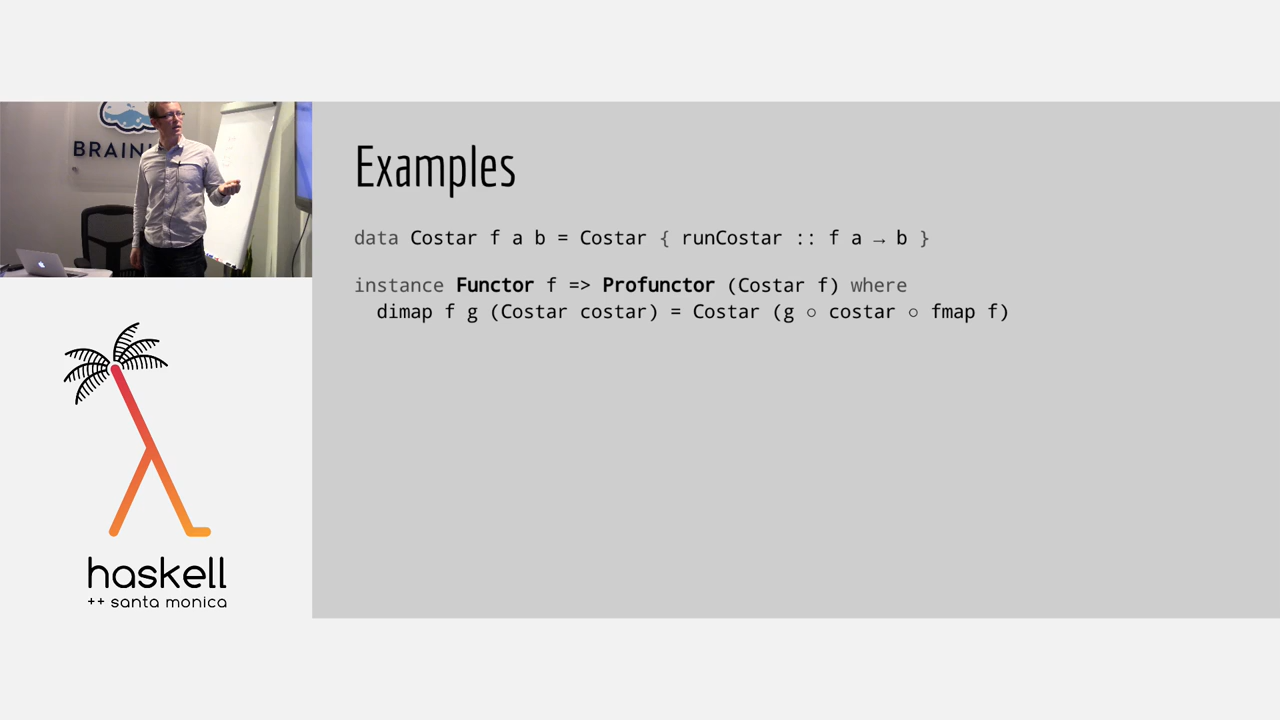 Examples
data Costar f a b = Costar { runCostar :: f a → b }
instance Functor f => Profunctor (Costar f) where
dimap f g (Costar costar) = Costar (g ○ costar ○ fmap f)
haskell
++ santa monica